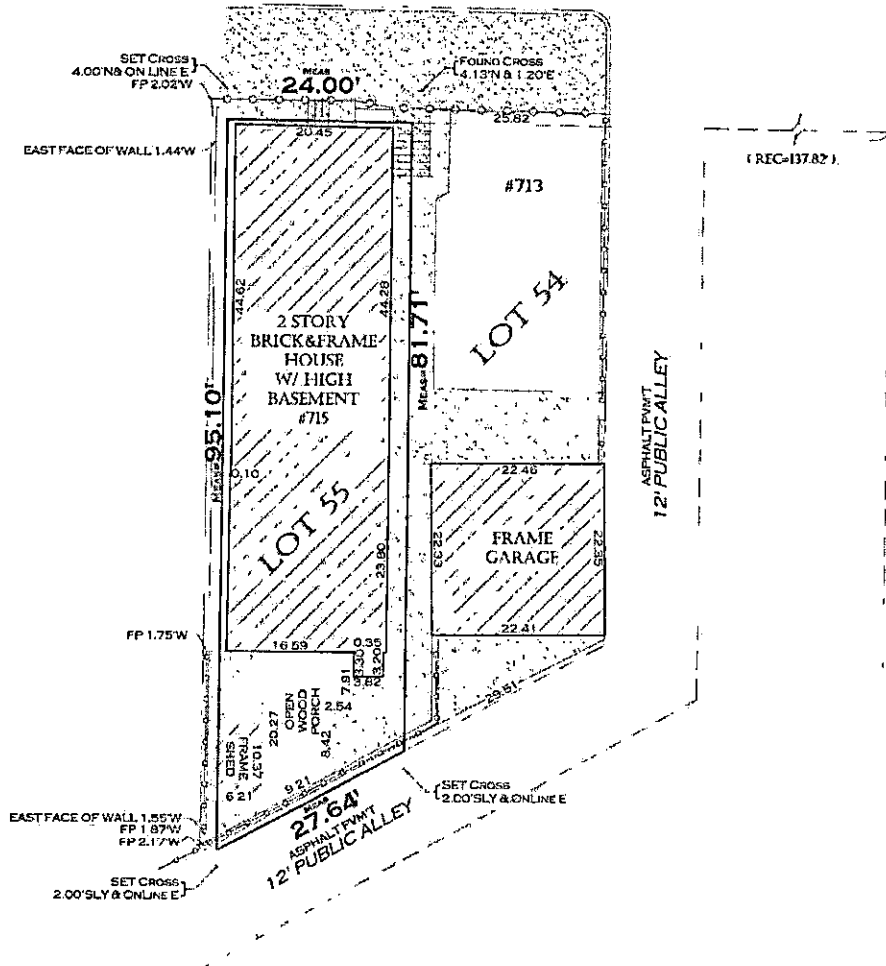 SET CROSS
4.00'N& ON LINE E
FP 2.02'W
MEAS
24.00'
FOUND CROSS
4.13'N & 1.20'E
25.82
20.45
EAST FACE OF WALL 1.44'W
( REC=137.82' )
#713
LOT 54
44.62
44.28
2 STORY
BRICK&FRAME
HOUSE
W/ HIGH
BASEMENT
#715
MEAS=81.71'
MEAS=95.10'
ASPHALT PVM'T
12' PUBLIC ALLEY
0.10
LOT 55
22.46
22.33
FRAME
GARAGE
22.35
22.41
23.80
FP 1.75'W
16.59
0.35
3.30
3.20
3.82
7.91
2.54
OPEN
WOOD
PORCH
20.27
8.42
FRAME
SHED
10.37
6.21
9.21
29.51
MEAS
27.64'
ASPHALT PVM'T
12' PUBLIC ALLEY
SET CROSS
2.00'SLY & ONLINE E
EAST FACE OF WALL 1.55'W
FP 1.87'W
FP 2.17'W
SET CROSS
2.00'SLY & ONLINE E